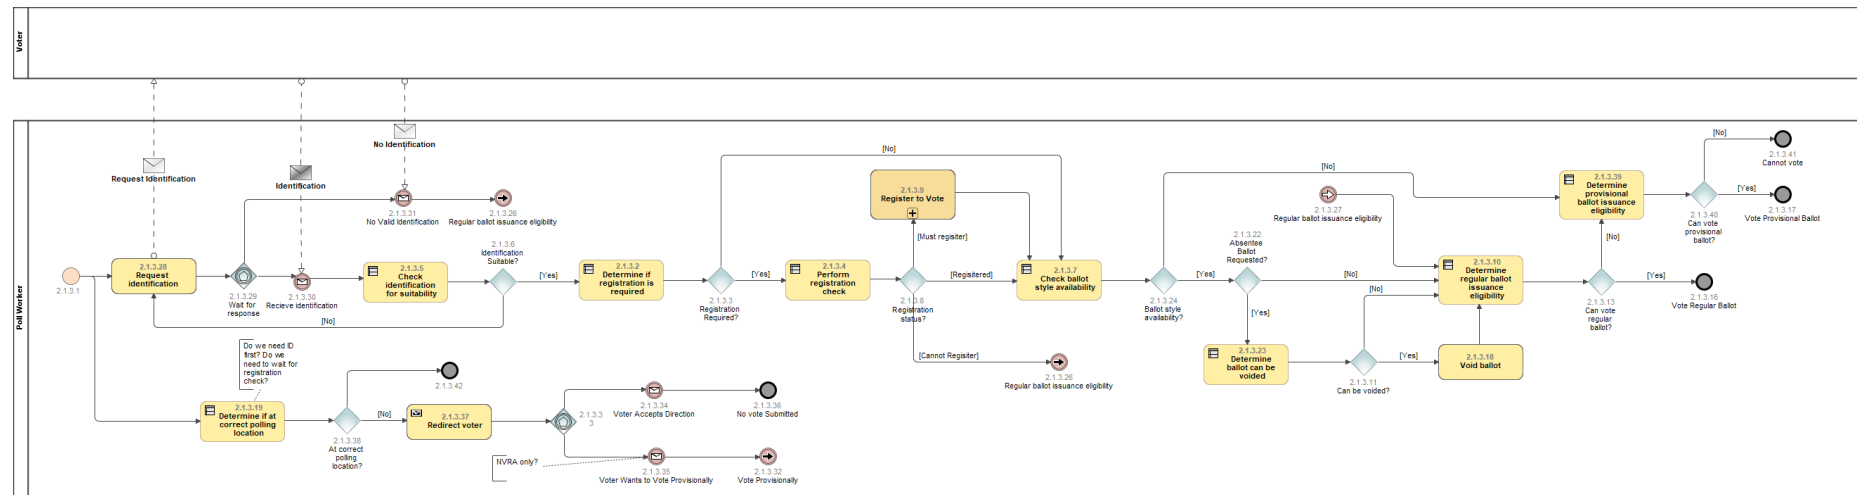 Voter
Poll Worker
Request Identification
Identification
No Identification
2.1.3.1
2.1.3.28
Request
identification
2.1.3.29
Wait for
response
2.1.3.31
No Valid Identification
2.1.3.26
Regular ballot issuance eligibility
2.1.3.30
Recieve identification
2.1.3.5
Check
identification
for suitability
2.1.3.6
Identification
Suitable?
[Yes]
[No]
2.1.3.2
Determine if
registration is
required
2.1.3.3
Registration
Required?
[No]
[Yes]
2.1.3.4
Perform
registration
check
2.1.3.8
Registration
status?
[Must regisiter]
[Regisitered]
[Cannot Regisiter]
2.1.3.9
Register to Vote
2.1.3.26
Regular ballot issuance eligibility
2.1.3.7
Check ballot
style availability
2.1.3.24
Ballot style
availability?
[No]
[Yes]
2.1.3.22
Absentee
Ballot
Requested?
[No]
[Yes]
2.1.3.27
Regular ballot issuance eligibility
2.1.3.23
Determine
ballot can be
voided
2.1.3.11
Can be voided?
[No]
[Yes]
2.1.3.18
Void ballot
2.1.3.10
Determine
regular ballot
issuance
eligibility
2.1.3.13
Can vote
regular
ballot?
[No]
[Yes]
2.1.3.16
Vote Regular Ballot
2.1.3.39
Determine
provisional
ballot issuance
eligibility
2.1.3.40
Can vote
provisional
ballot?
[No]
[Yes]
2.1.3.41
Cannot vote
2.1.3.17
Vote Provisional Ballot
Do we need ID
first? Do we
need to wait for
registration
check?
2.1.3.19
Determine if at
correct polling
location
2.1.3.38
At correct
polling
location?
2.1.3.42
[No]
2.1.3.37
Redirect voter
2.1.3.3
3
2.1.3.34
Voter Accepts Direction
2.1.3.36
No vote Submitted
NVRA only?
2.1.3.35
Voter Wants to Vote Provisionally
2.1.3.32
Vote Provisionally